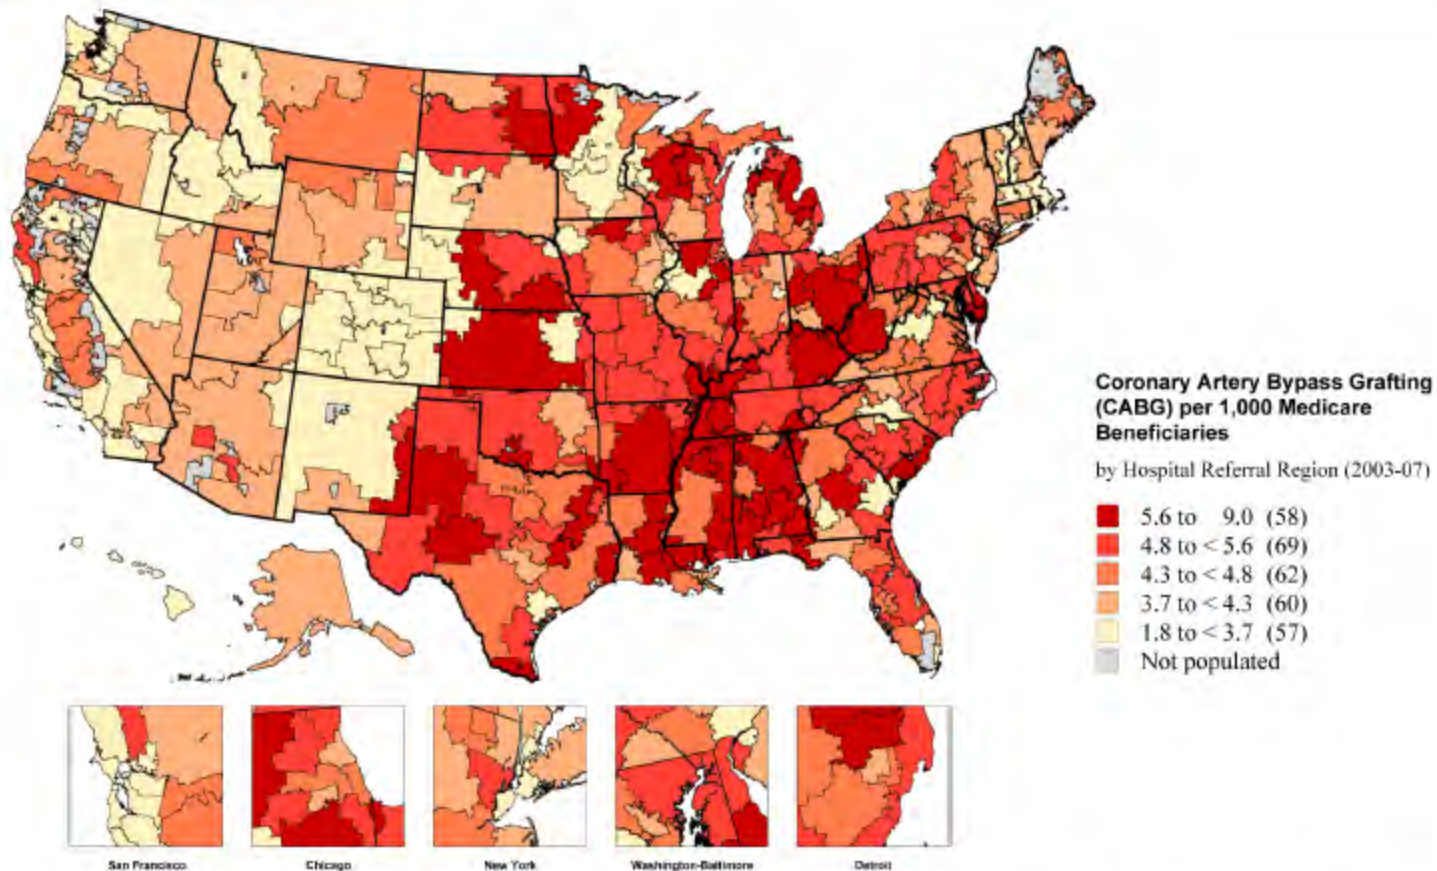 Coronary Artery Bypass Grafting
(CABG) per 1,000 Medicare
Beneficiaries
by Hospital Referral Region (2003-07)
5.6 to 9.0 (58)
4.8 to < 5.6 (69)
4.3 to < 4.8 (62)
3.7 to < 4.3 (60)
1.8 to < 3.7 (57)
Not populated
San Francisco
Chicago
New York
Washington-Baltimore
Detroit